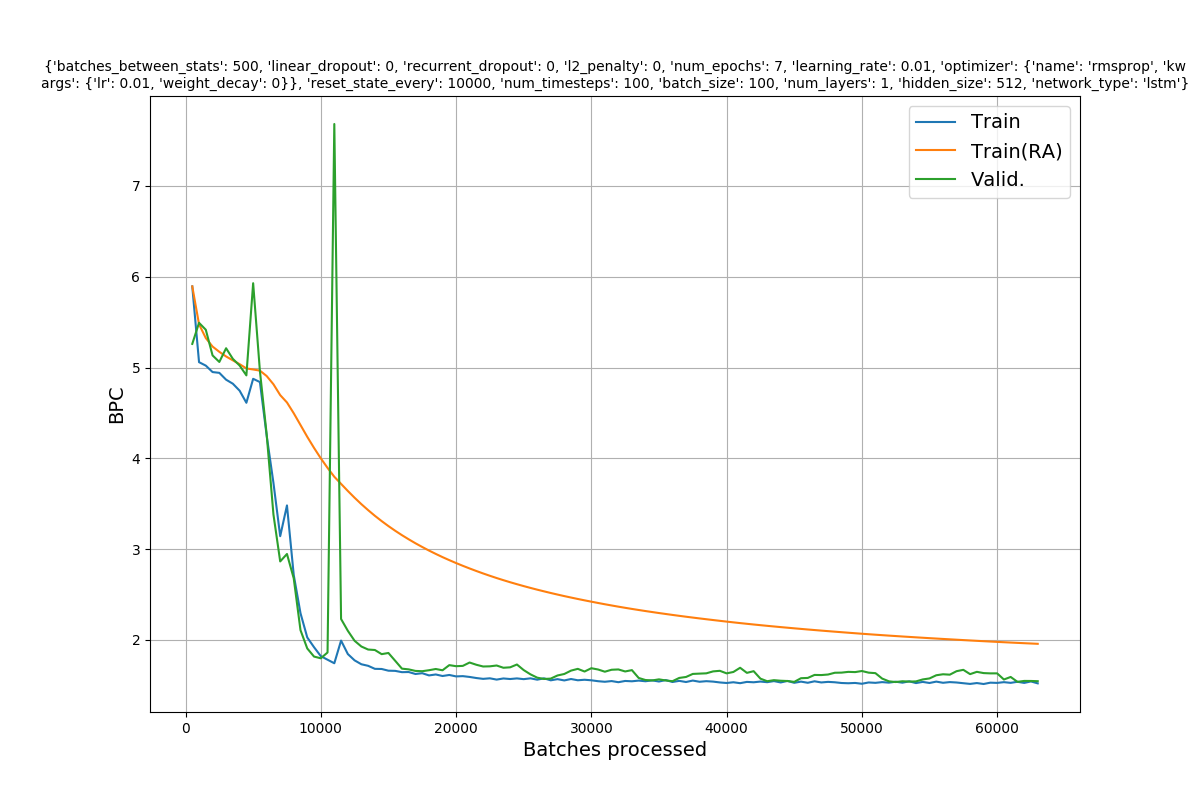 {'batches_between_stats': 500, 'linear_dropout': 0, 'recurrent_dropout': 0, 'l2_penalty': 0, 'num_epochs': 7, 'learning_rate': 0.01, 'optimizer': {'name': 'rmsprop', 'kw
args': {'lr': 0.01, 'weight_decay': 0}}, 'reset_state_every': 10000, 'num_timesteps': 100, 'batch_size': 100, 'num_layers': 1, 'hidden_size': 512, 'network_type': 'lstm'}
Train
Train(RA)
Valid.
7
6
5
4
3
2
BPC
0 10000 20000 30000 40000 50000 60000
Batches processed